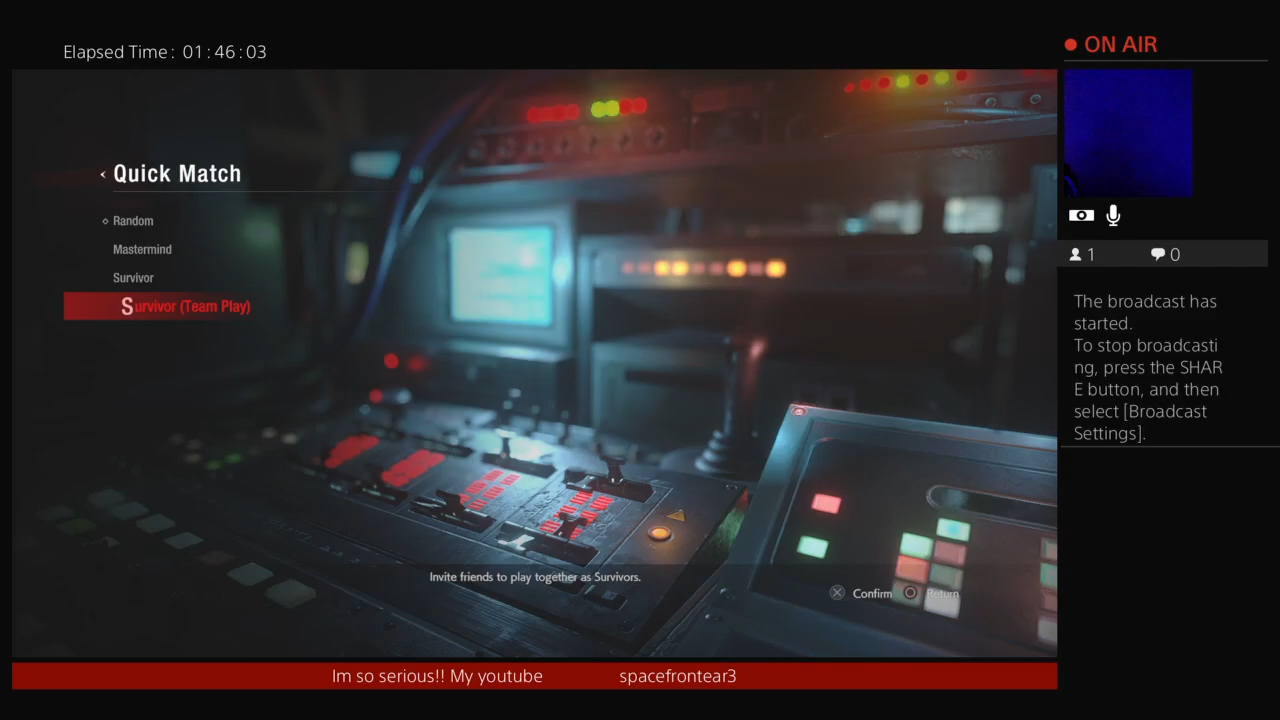 Elapsed Time: 01:46:03
ON AIR
Quick Match
Random
Mastermind
Survivor
Survivor (Team Play)
1 0
The broadcast has
started.
To stop broadcasti
ng, press the SHAR
E button, and then
select [Broadcast
Settings].
Invite friends to play together as Survivors.
Confirm Return
Im so serious!! My youtube spacefrontear3